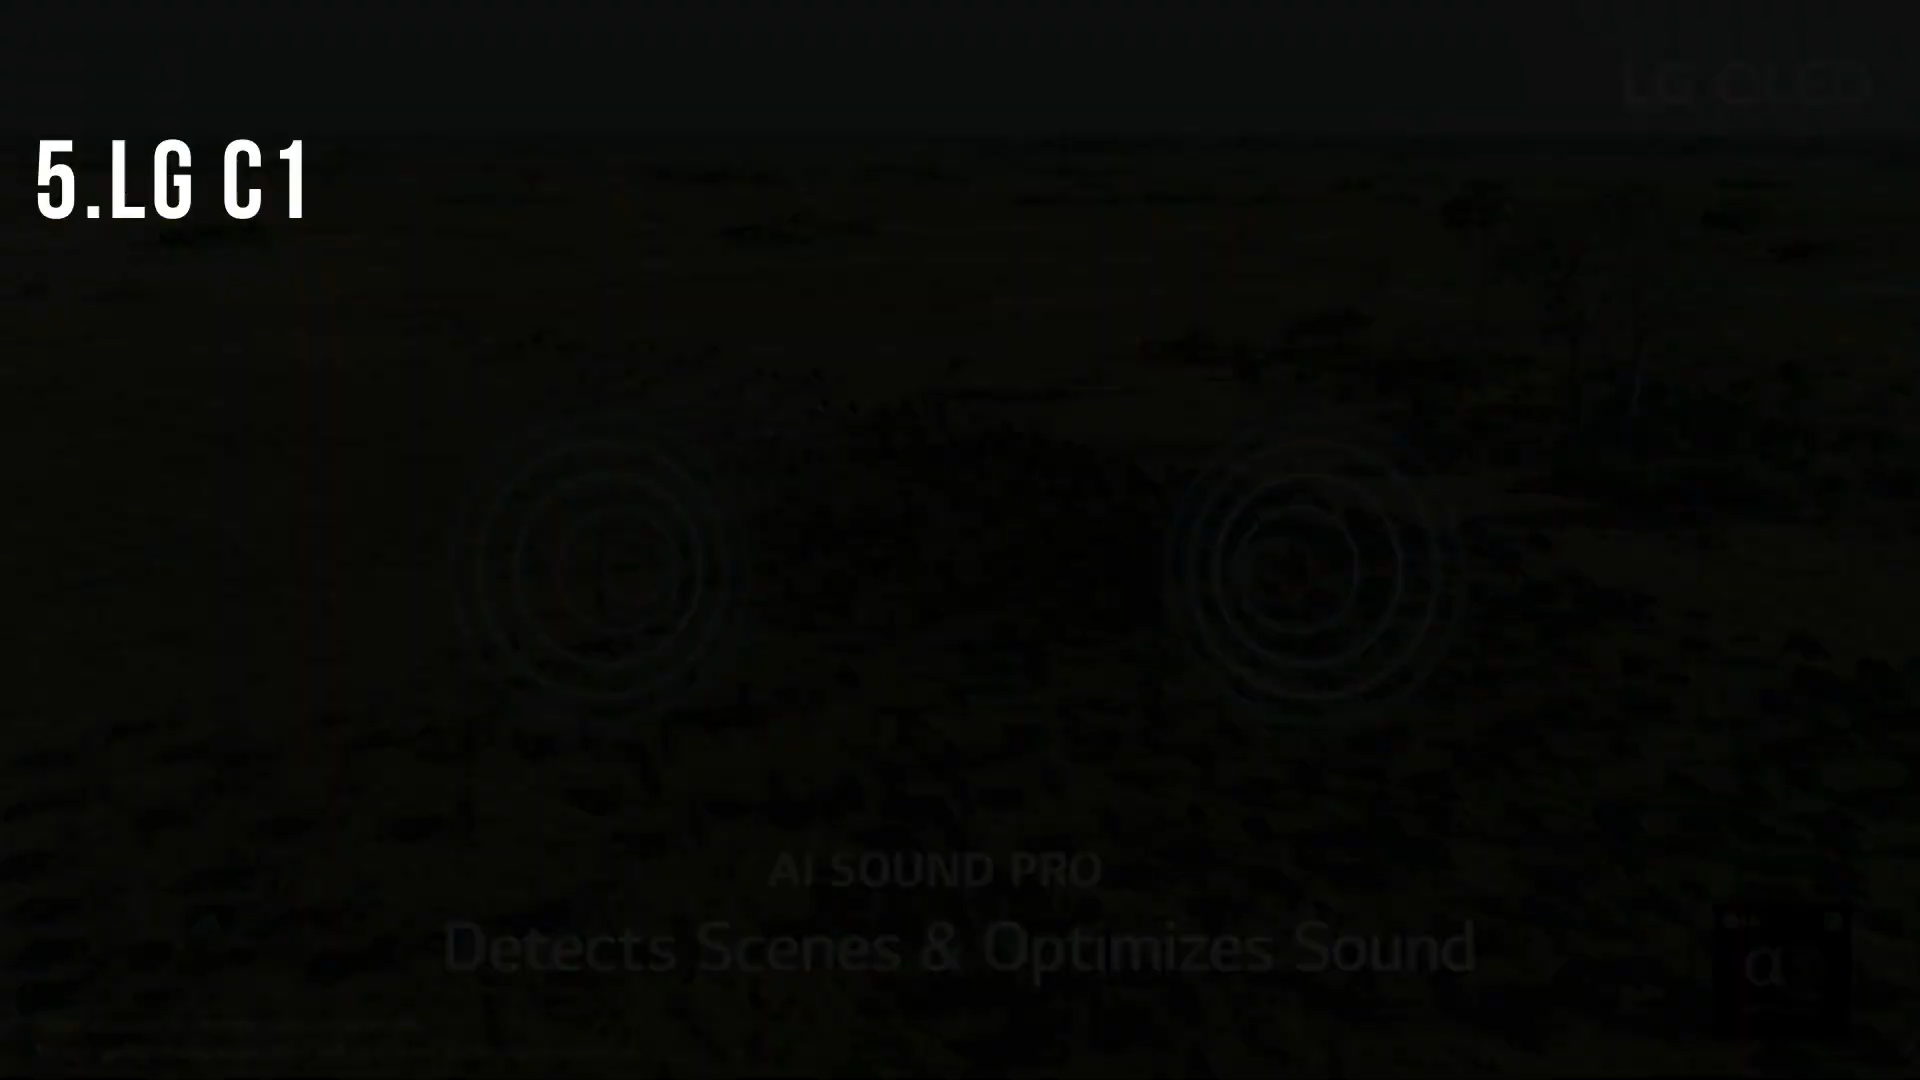 LG OLED
5.LG C1
AI SOUND PRO
Detects Scenes & Optimizes Sound
α